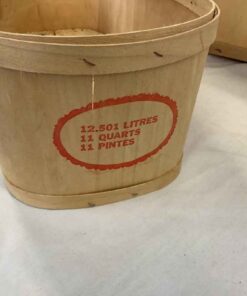 12.501 LITRES
11 QUARTS
11 PINTES